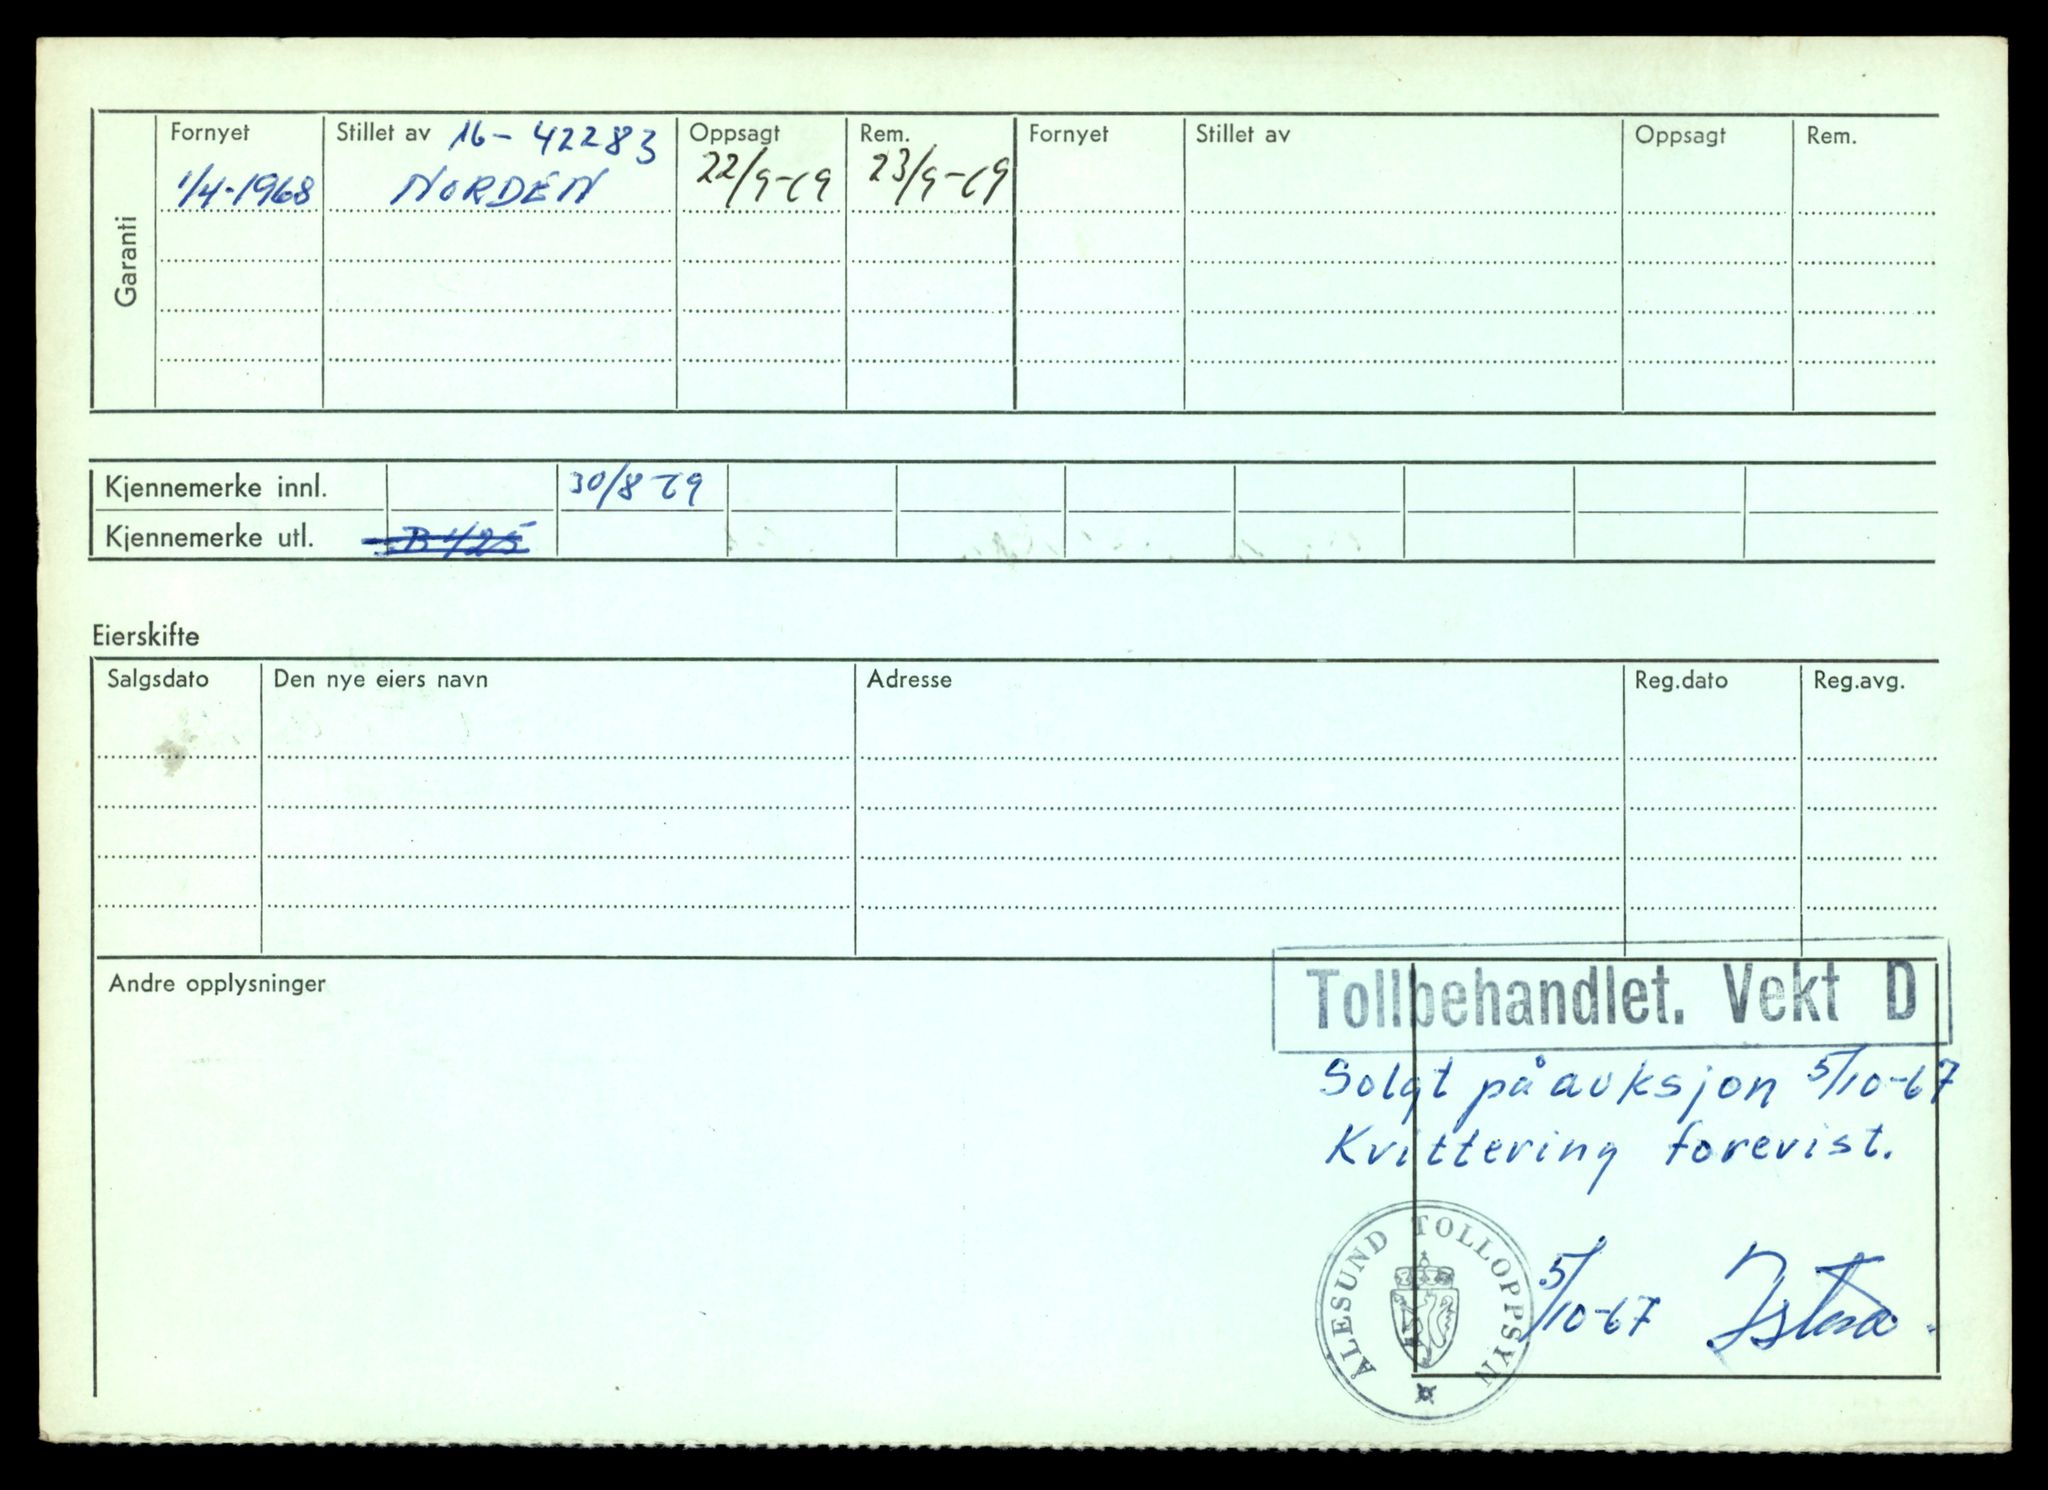 Garanti
Fornyet Stillet av 16-42283 Oppsagt Rem. Fornyet Stillet av Oppsagt Rem.
1/4-1968 NORDEN 22/9-69 23/9-69
Kjennemerke innl. 30/8-69
Kjennemerke utl.
Eierskifte
Salgsdato Den nye eiers navn Adresse Reg.dato Reg.avg.
Andre opplysninger
Tollbehandlet. Vekt D
Solgt på auksjon 5/10-67
Kvittering forevist.
ÅLESUND TOLLOPPSYN
5/10-67